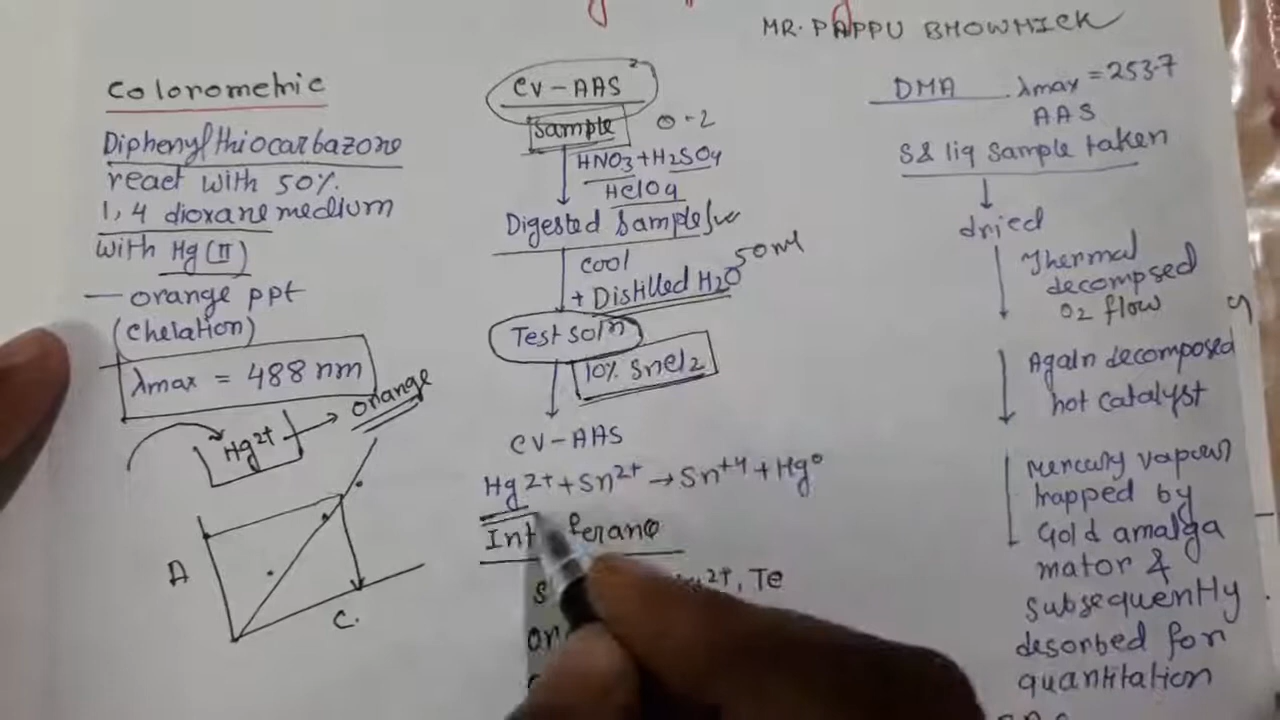 MR. PAPPU BHOWMICK
Colorometric
Diphenylthiocarbazone
react with 50%.
1, 4 dioxane medium
with Hg(II)
— orange ppt
(chelation)
λmax = 488 nm
Hg2+ → orange
A
C.
CV-AAS
Sample 0.2
HNO3+H2SO4
HClO4
Digested Sample
cool
+ Distilled H2O 50ml
Test soln
10% SnCl2
CV-AAS
Hg2+ + Sn2+ → Sn+4 + Hg0
Te
DMA λmax = 253.7
AAS
S & liq sample taken
dried
Thermal
decomposed
O2 flow
Again decomposed
hot catalyst
Mercury vapours
trapped by
Gold amalga
mator &
subsequently
desorbed for
quantitation